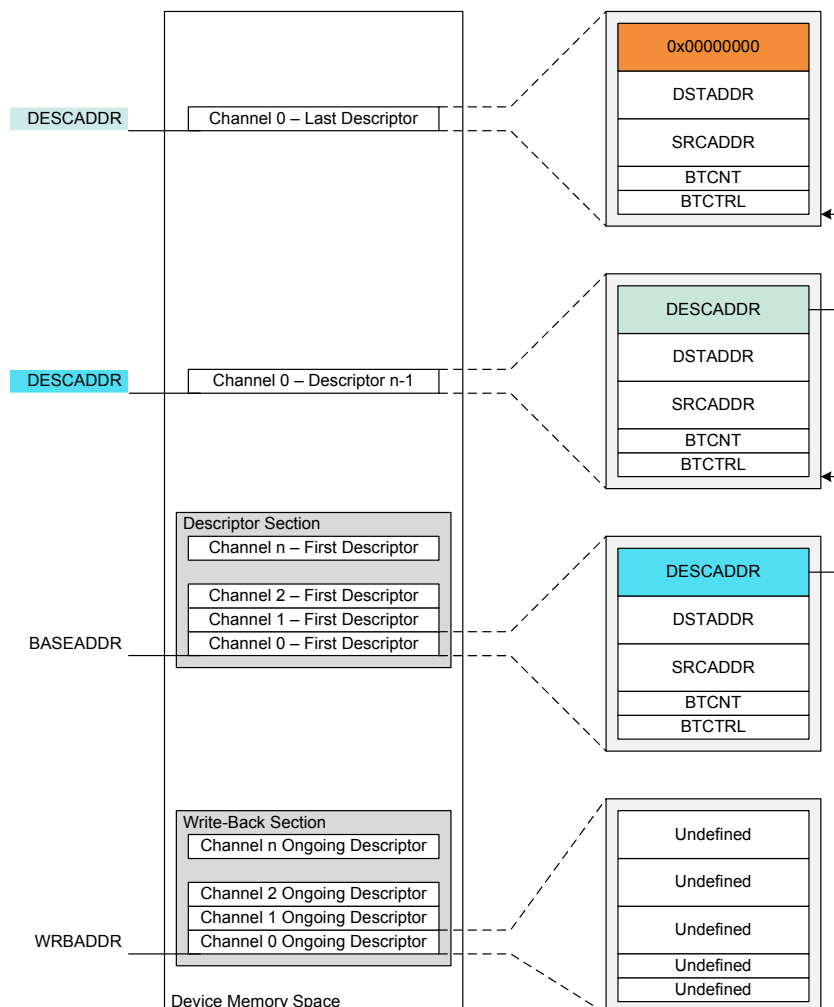 0x00000000
DSTADDR
DESCADDR
Channel 0 – Last Descriptor
SRCADDR
BTCNT
BTCTRL
DESCADDR
DSTADDR
DESCADDR
Channel 0 – Descriptor n-1
SRCADDR
BTCNT
BTCTRL
Descriptor Section
Channel n – First Descriptor
Channel 2 – First Descriptor
Channel 1 – First Descriptor
BASEADDR
Channel 0 – First Descriptor
DESCADDR
DSTADDR
SRCADDR
BTCNT
BTCTRL
Write-Back Section
Channel n Ongoing Descriptor
Channel 2 Ongoing Descriptor
Channel 1 Ongoing Descriptor
WRBADDR
Channel 0 Ongoing Descriptor
Undefined
Undefined
Undefined
Undefined
Undefined
Device Memory Space